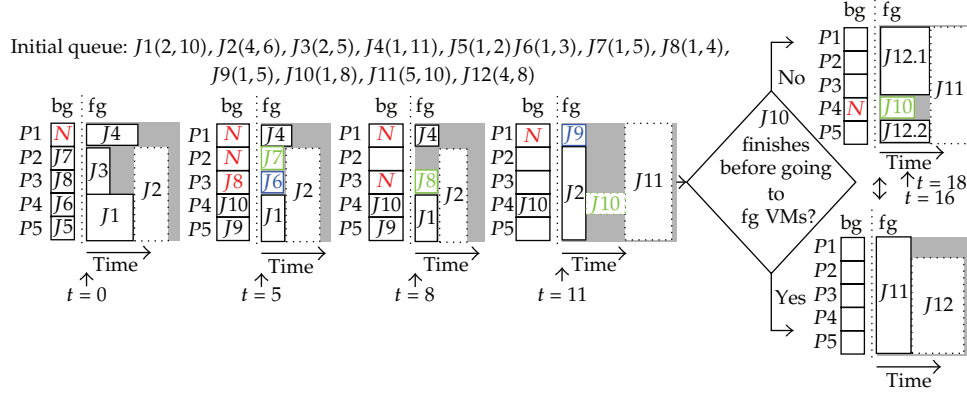 Initial queue: J1(2, 10), J2(4, 6), J3(2, 5), J4(1, 11), J5(1, 2) J6(1, 3), J7(1, 5), J8(1, 4),
J9(1, 5), J10(1, 8), J11(5, 10), J12(4, 8)
bg fg
P1 N J4
P2 J7 J3
P3 J8 J2
P4 J6 J1
P5 J5
Time
t = 0
bg fg
P1 N J4
P2 N J7
P3 J8 J6 J2
P4 J10 J1
P5 J9
Time
t = 5
bg fg
P1 N J4
P2
P3 N J8 J2
P4 J10 J1
P5 J9
Time
t = 8
bg fg
P1 N J9
P2
P3 J2 J11
P4 J10 J10
P5
Time
t = 11
J10
finishes
before going
to
fg VMs?
No
Yes
bg fg
P1
P2 J12.1
P3 J11
P4 N J10
P5 J12.2
Time
t = 18
t = 16
bg fg
P1
P2
P3 J11 J12
P4
P5
Time